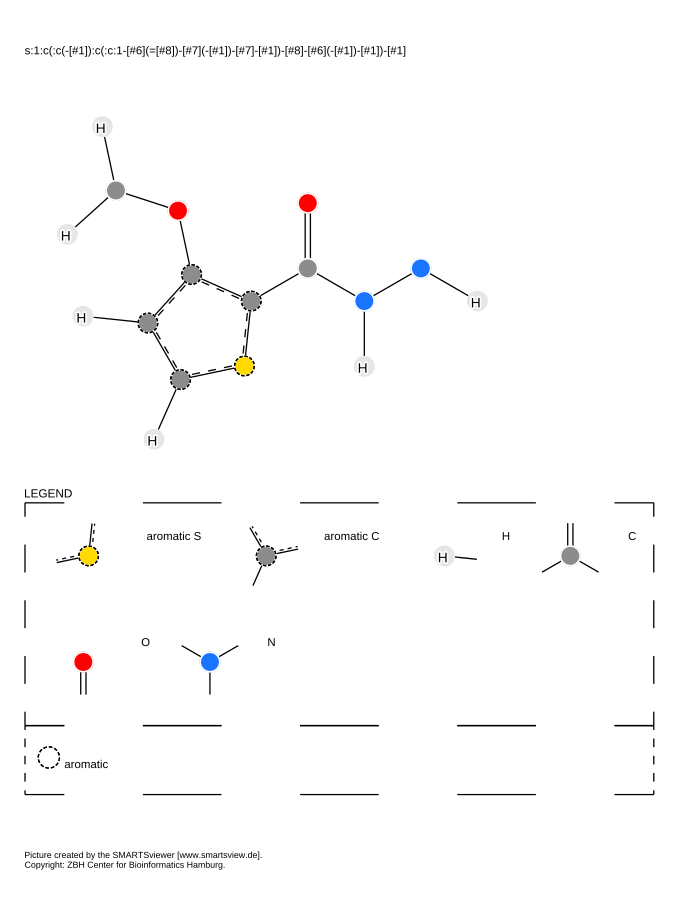 s:1:c(:c(-[#1]):c(:c:1-[#6](=[#8])-[#7](-[#1])-[#7]-[#1])-[#8]-[#6](-[#1])-[#1])-[#1]
H
O
H
H
H
H
H
LEGEND
aromatic S
aromatic C
H
H
C
O
N
aromatic
Picture created by the SMARTSviewer [www.smartsview.de].
Copyright: ZBH Center for Bioinformatics Hamburg.